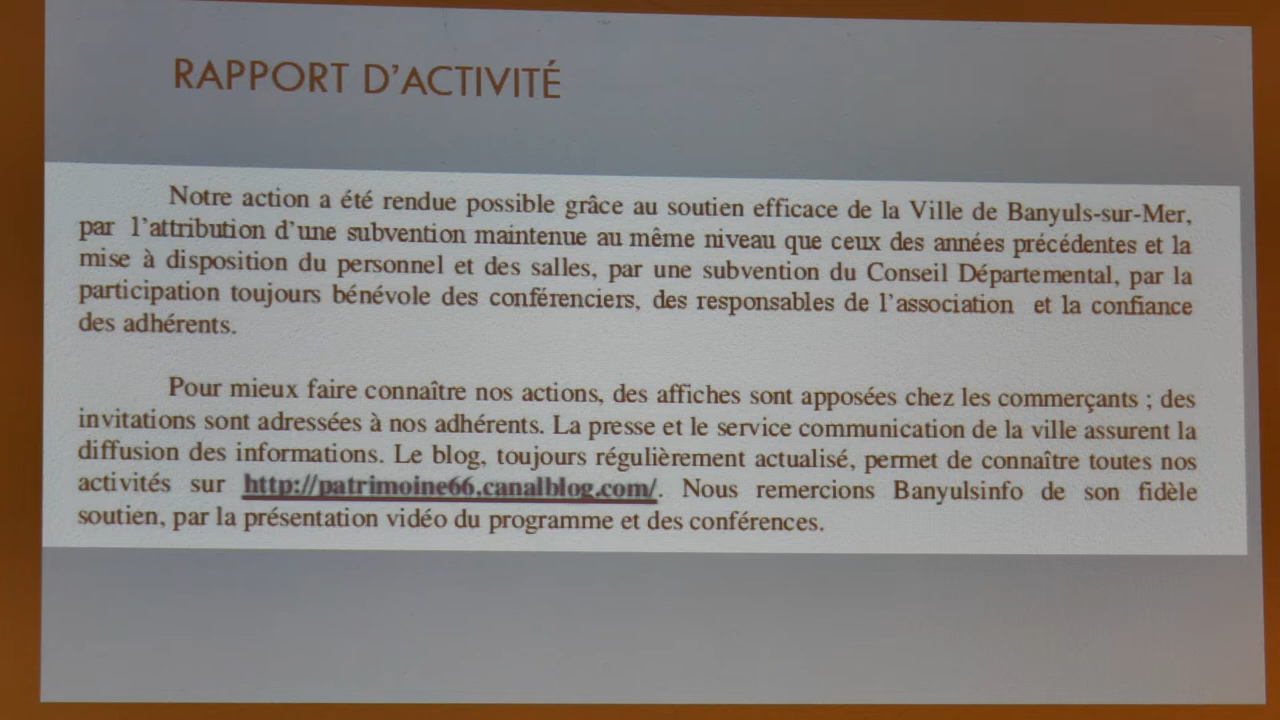 RAPPORT D'ACTIVITÉ
Notre action a été rendue possible grâce au soutien efficace de la Ville de Banyuls-sur-Mer,
par l'attribution d'une subvention maintenue au même niveau que ceux des années précédentes et la
mise à disposition du personnel et des salles, par une subvention du Conseil Départemental, par la
participation toujours bénévole des conférenciers, des responsables de l'association et la confiance
des adhérents.
Pour mieux faire connaître nos actions, des affiches sont apposées chez les commerçants ; des
invitations sont adressées à nos adhérents. La presse et le service communication de la ville assurent la
diffusion des informations. Le blog, toujours régulièrement actualisé, permet de connaître toutes nos
activités sur http://patrimoine66.canalblog.com/. Nous remercions Banyulsinfo de son fidèle
soutien, par la présentation vidéo du programme et des conférences.